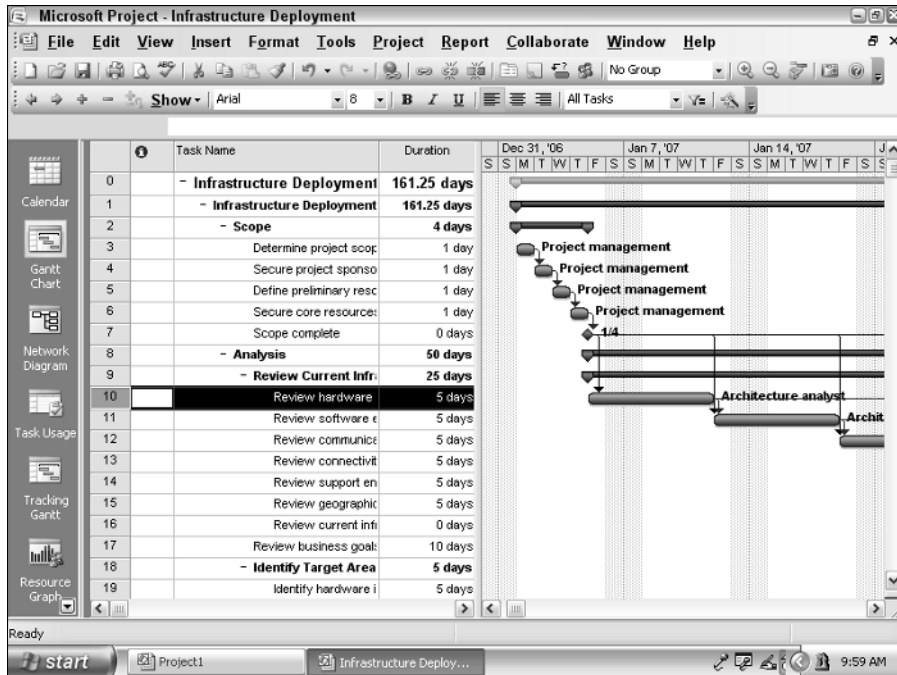 Microsoft Project - Infrastructure Deployment
File Edit View Insert Format Tools Project Report Collaborate Window Help
No Group
Show Arial 8 B I U All Tasks
Task Name Duration Dec 31, '06 Jan 7, '07 Jan 14, '07 J
S S M T W T F S S M T W T F S S M T W T F S S
0 - Infrastructure Deployment 161.25 days
1 - Infrastructure Deployment 161.25 days
2 - Scope 4 days
3 Determine project scop 1 day Project management
4 Secure project sponso 1 day Project management
5 Define preliminary resc 1 day Project management
6 Secure core resource: 1 day Project management
7 Scope complete 0 days 1/4
8 - Analysis 50 days
9 - Review Current Infr 25 days
10 Review hardware 5 days Architecture analyst
11 Review software e 5 days Archit
12 Review communica 5 days
13 Review connectivit 5 days
14 Review support en 5 days
15 Review geographic 5 days
16 Review current infr 0 days
17 Review business goals 10 days
18 - Identify Target Area 5 days
19 Identify hardware i 5 days
Calendar
Gantt
Chart
Network
Diagram
Task Usage
Tracking
Gantt
Resource
Graph
Ready
start Project1 Infrastructure Deploy... 9:59 AM